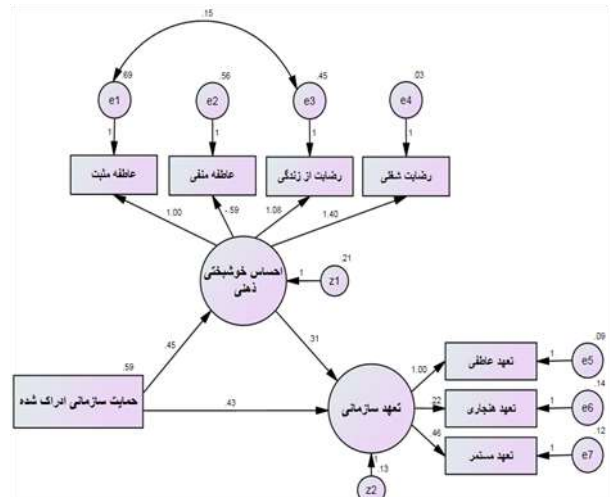 .15
.69
.56
.45
.03
e1
e2
e3
e4
1
1
1
1
عاطفه مثبت
عاطفه منفی
رضایت از زندگی
رضایت شغلی
1.00
-.59
1.06
1.40
احساس خوشبختی
ذهنی
.21
1
z1
.45
.31
.59
حمایت سازمانی ادراک شده
.43
تعهد سازمانی
1.00
.22
.46
تعهد عاطفی
تعهد هنجاری
تعهد مستمر
1
1
1
.09
e5
.14
e6
.12
e7
1
.13
z2